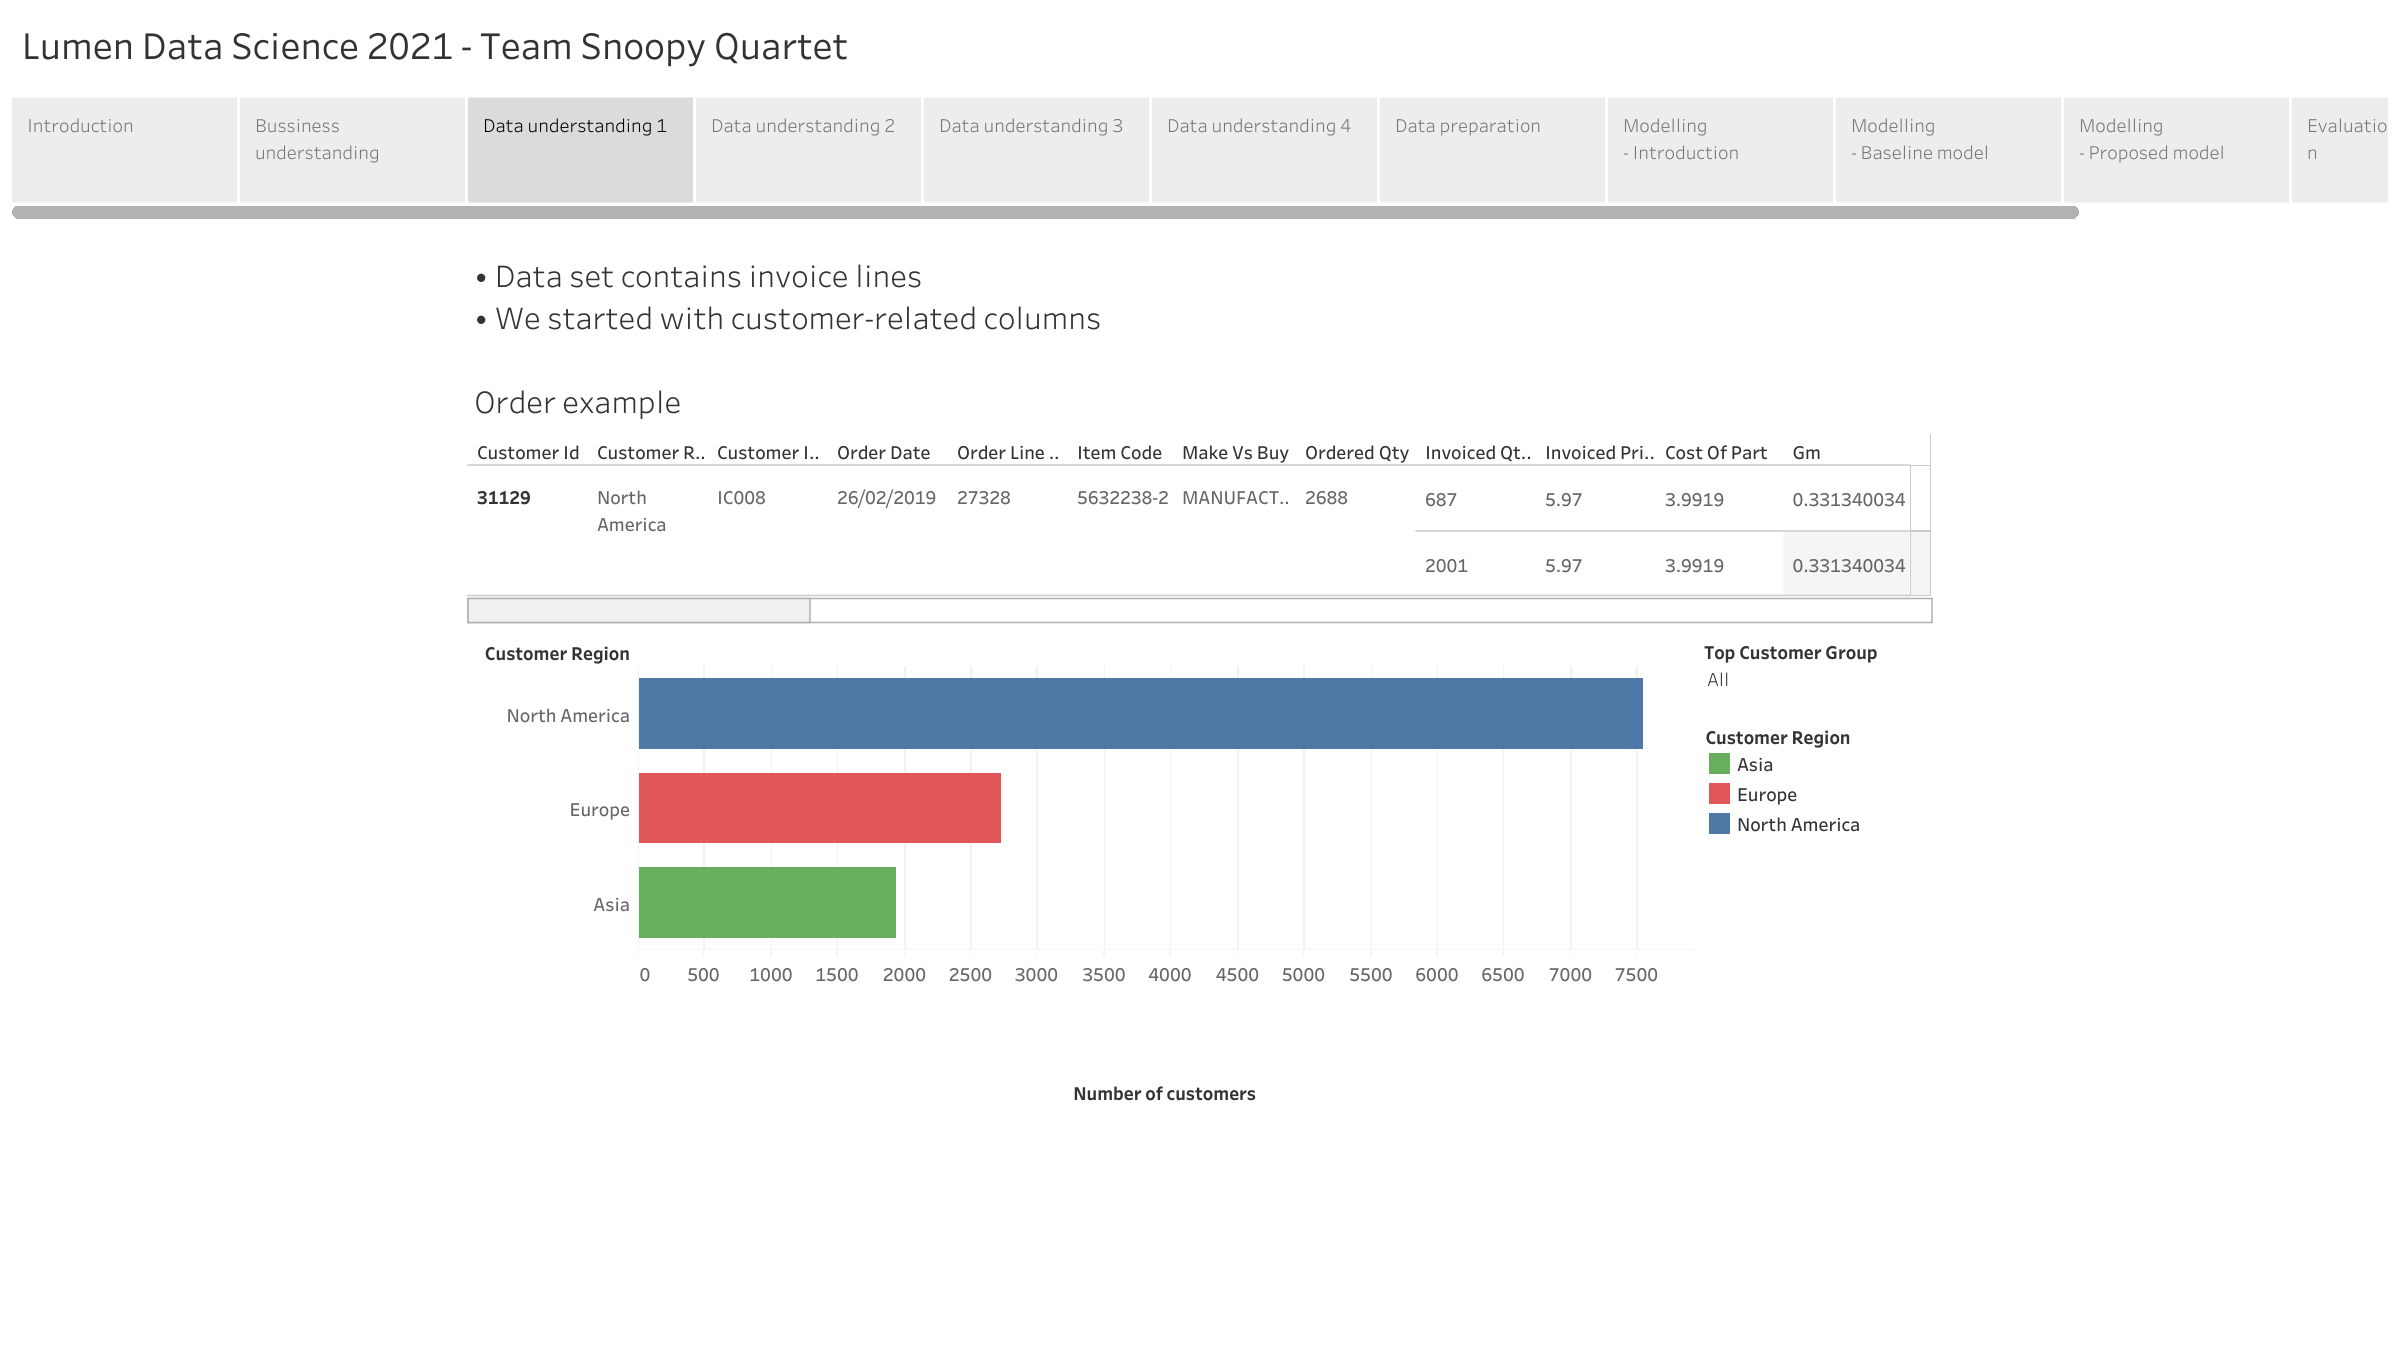 Lumen Data Science 2021 - Team Snoopy Quartet
Introduction
Bussiness
understanding
Data understanding 1
Data understanding 2
Data understanding 3
Data understanding 4
Data preparation
Modelling
- Introduction
Modelling
- Baseline model
Modelling
- Proposed model
Evaluatio
n
• Data set contains invoice lines
• We started with customer-related columns
Order example
Customer Id Customer R.. Customer I.. Order Date Order Line .. Item Code Make Vs Buy Ordered Qty Invoiced Qt.. Invoiced Pri.. Cost Of Part Gm
31129 North IC008 26/02/2019 27328 5632238-2 MANUFACT.. 2688 687 5.97 3.9919 0.331340034
America
2001 5.97 3.9919 0.331340034
Customer Region
North America
Europe
Asia
0 500 1000 1500 2000 2500 3000 3500 4000 4500 5000 5500 6000 6500 7000 7500
Number of customers
Top Customer Group
All
Customer Region
Asia
Europe
North America